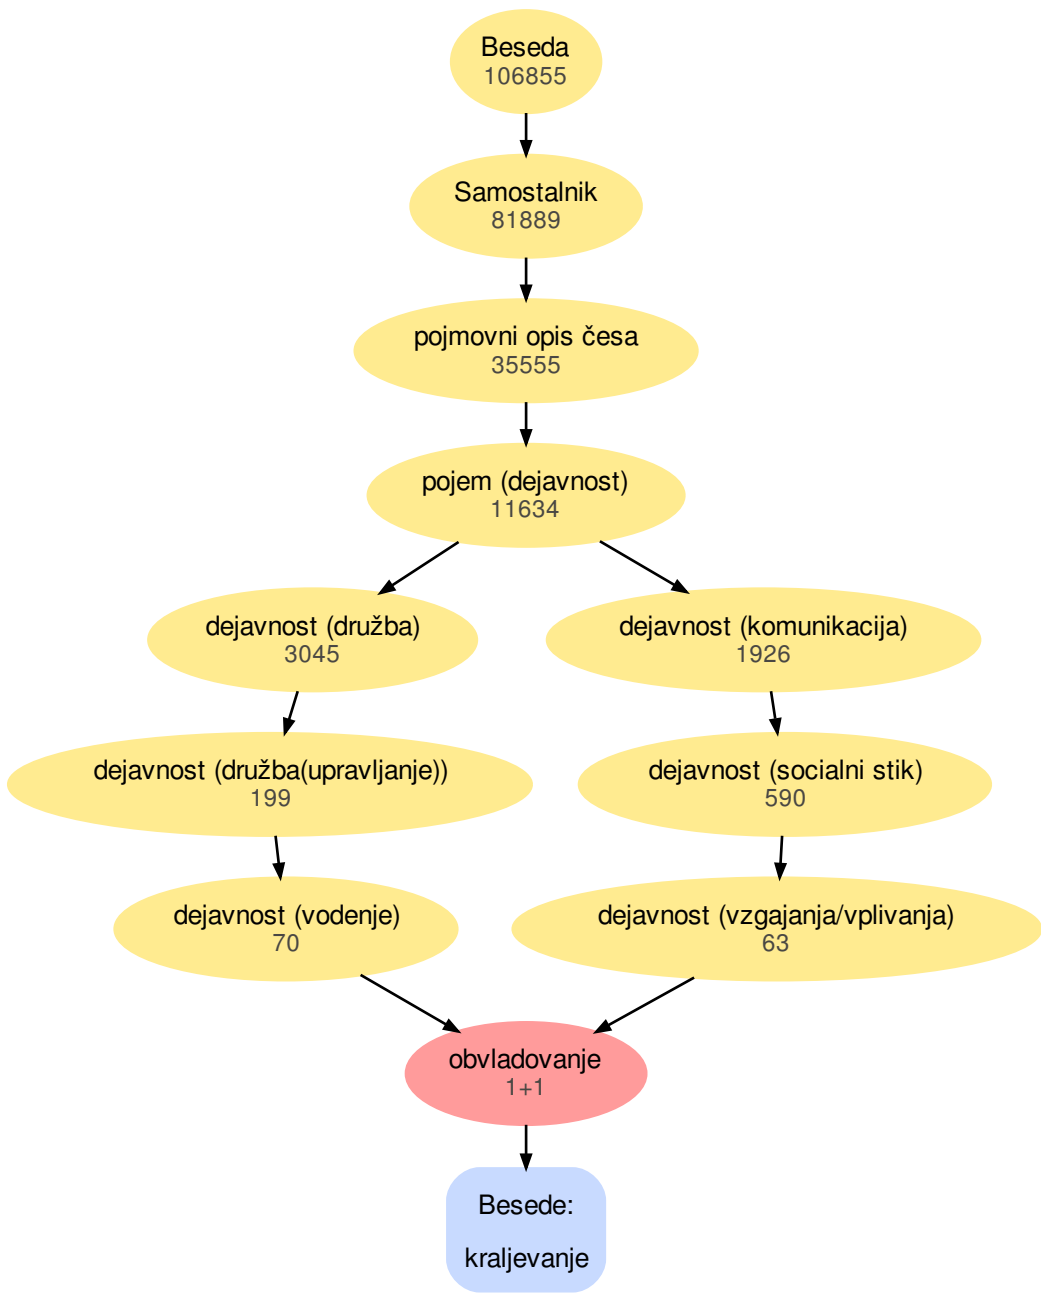 Beseda
106855
Samostalnik
81889
pojmovni opis česa
35555
pojem (dejavnost)
11634
dejavnost (družba)
3045
dejavnost (komunikacija)
1926
dejavnost (družba(upravljanje))
199
dejavnost (socialni stik)
590
dejavnost (vodenje)
70
dejavnost (vzgajanja/vplivanja)
63
obvladovanje
1+1
Besede:
kraljevanje